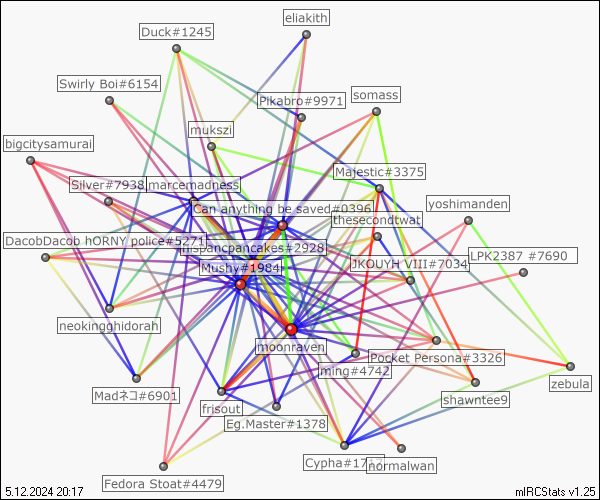 eliakith
Duck#1245
Swirly Boi#6154
Pikabro#9971
somass
mukszi
bigcitysamurai
Majestic#3375
Silver#7938
marcemadness
yoshimanden
Can anything be saved#0396
thesecondtwat
DacobDacob hORNY police#5271
mspancpancakes#2928
LPK2387 #7690
Mushy#1984
JKOUYH VIII#7034
neokingghidorah
moonraven
Pocket Persona#3326
ming#4742
zebula
Madネコ#6901
shawntee9
frisout
Eg.Master#1378
Cypha#1717
normalwan
Fedora Stoat#4479
5.12.2024 20:17
mIRCStats v1.25